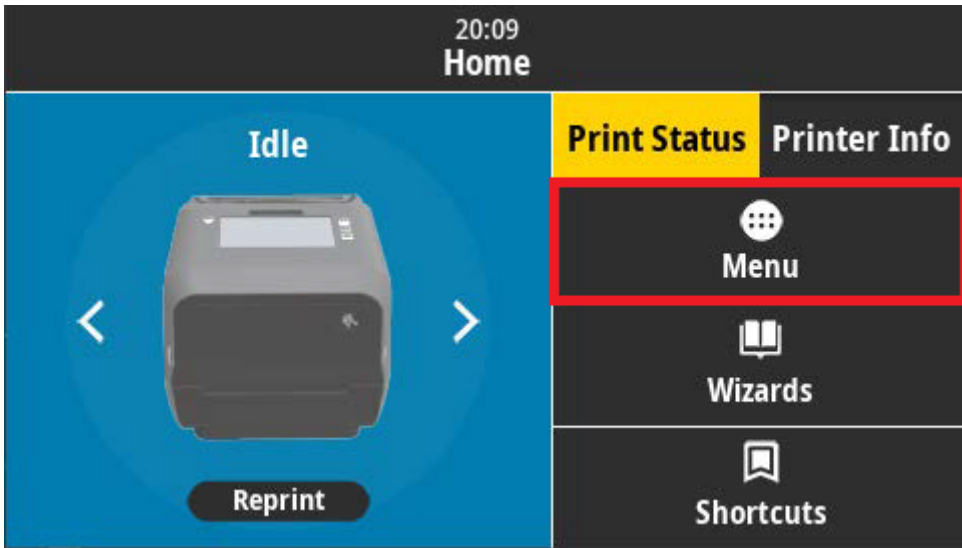 20:09
Home
Idle
Print Status
Printer Info
Menu
Wizards
Reprint
Shortcuts